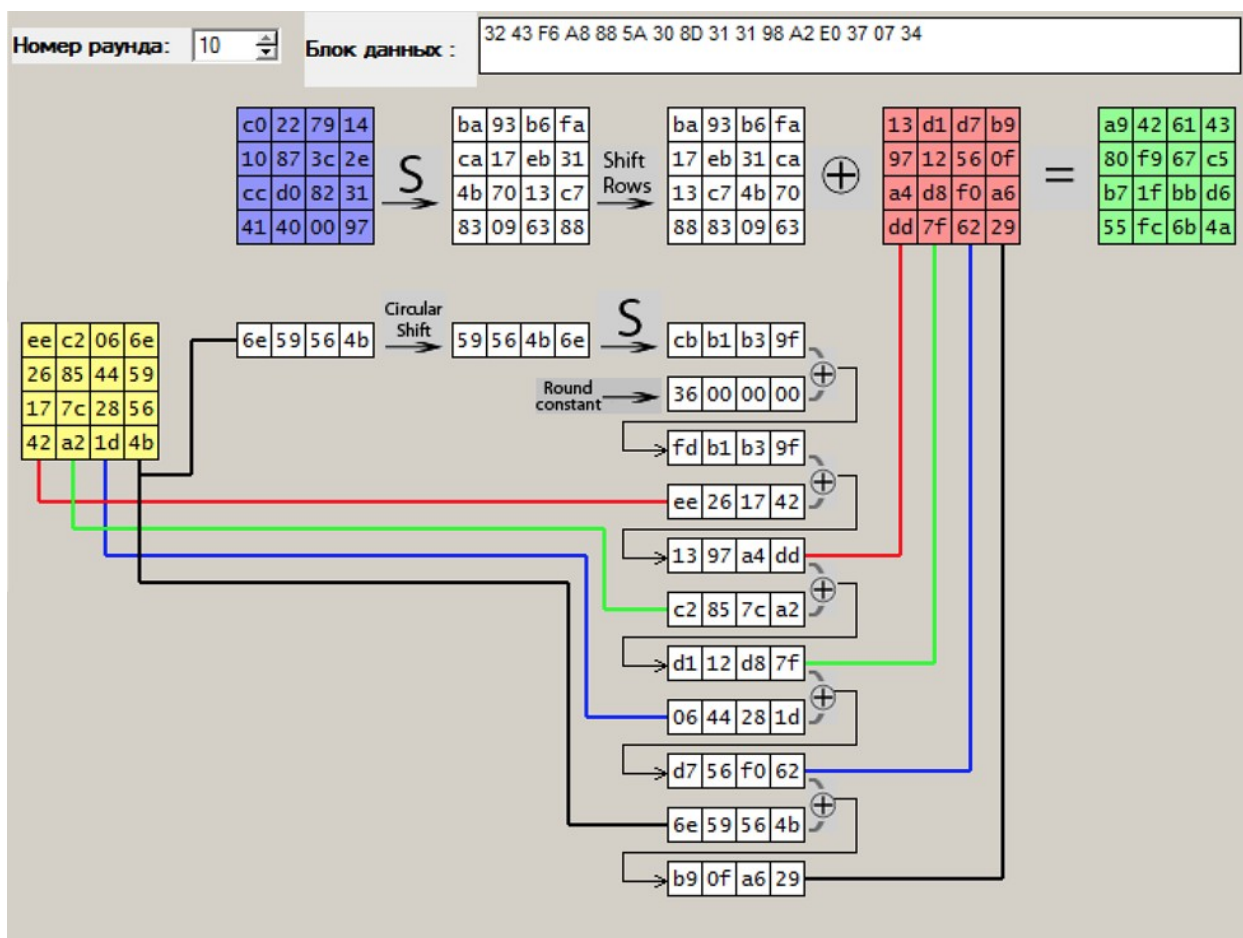 Номер раунда: 10 Блок данных : 32 43 F6 A8 88 5A 30 8D 31 31 98 A2 E0 37 07 34
c0 22 79 14 ba 93 b6 fa ba 93 b6 fa 13 d1 d7 b9 a9 42 61 43
10 87 3c 2e S ca 17 eb 31 Shift 17 eb 31 ca ⊕ 97 12 56 0f = 80 f9 67 c5
cc d0 82 31 4b 70 13 c7 Rows 13 c7 4b 70 a4 d8 f0 a6 b7 1f bb d6
41 40 00 97 83 09 63 88 88 83 09 63 dd 7f 62 29 55 fc 6b 4a
ee c2 06 6e 6e 59 56 4b Circular Shift 59 56 4b 6e S cb b1 b3 9f
26 85 44 59 Round constant 36 00 00 00
17 7c 28 56
42 a2 1d 4b fd b1 b3 9f
ee 26 17 42
13 97 a4 dd
c2 85 7c a2
d1 12 d8 7f
06 44 28 1d
d7 56 f0 62
6e 59 56 4b
b9 0f a6 29